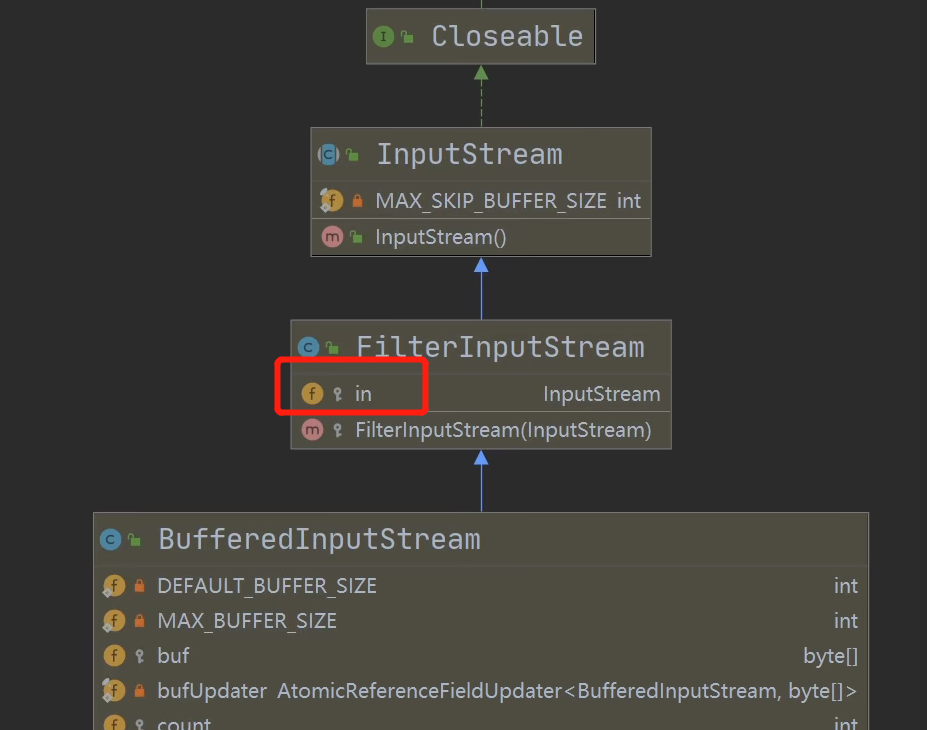 Closeable
InputStream
MAX_SKIP_BUFFER_SIZE int
InputStream()
FilterInputStream
in InputStream
FilterInputStream(InputStream)
BufferedInputStream
DEFAULT_BUFFER_SIZE int
MAX_BUFFER_SIZE int
buf byte[]
bufUpdater AtomicReferenceFieldUpdater<BufferedInputStream, byte[]>
count int